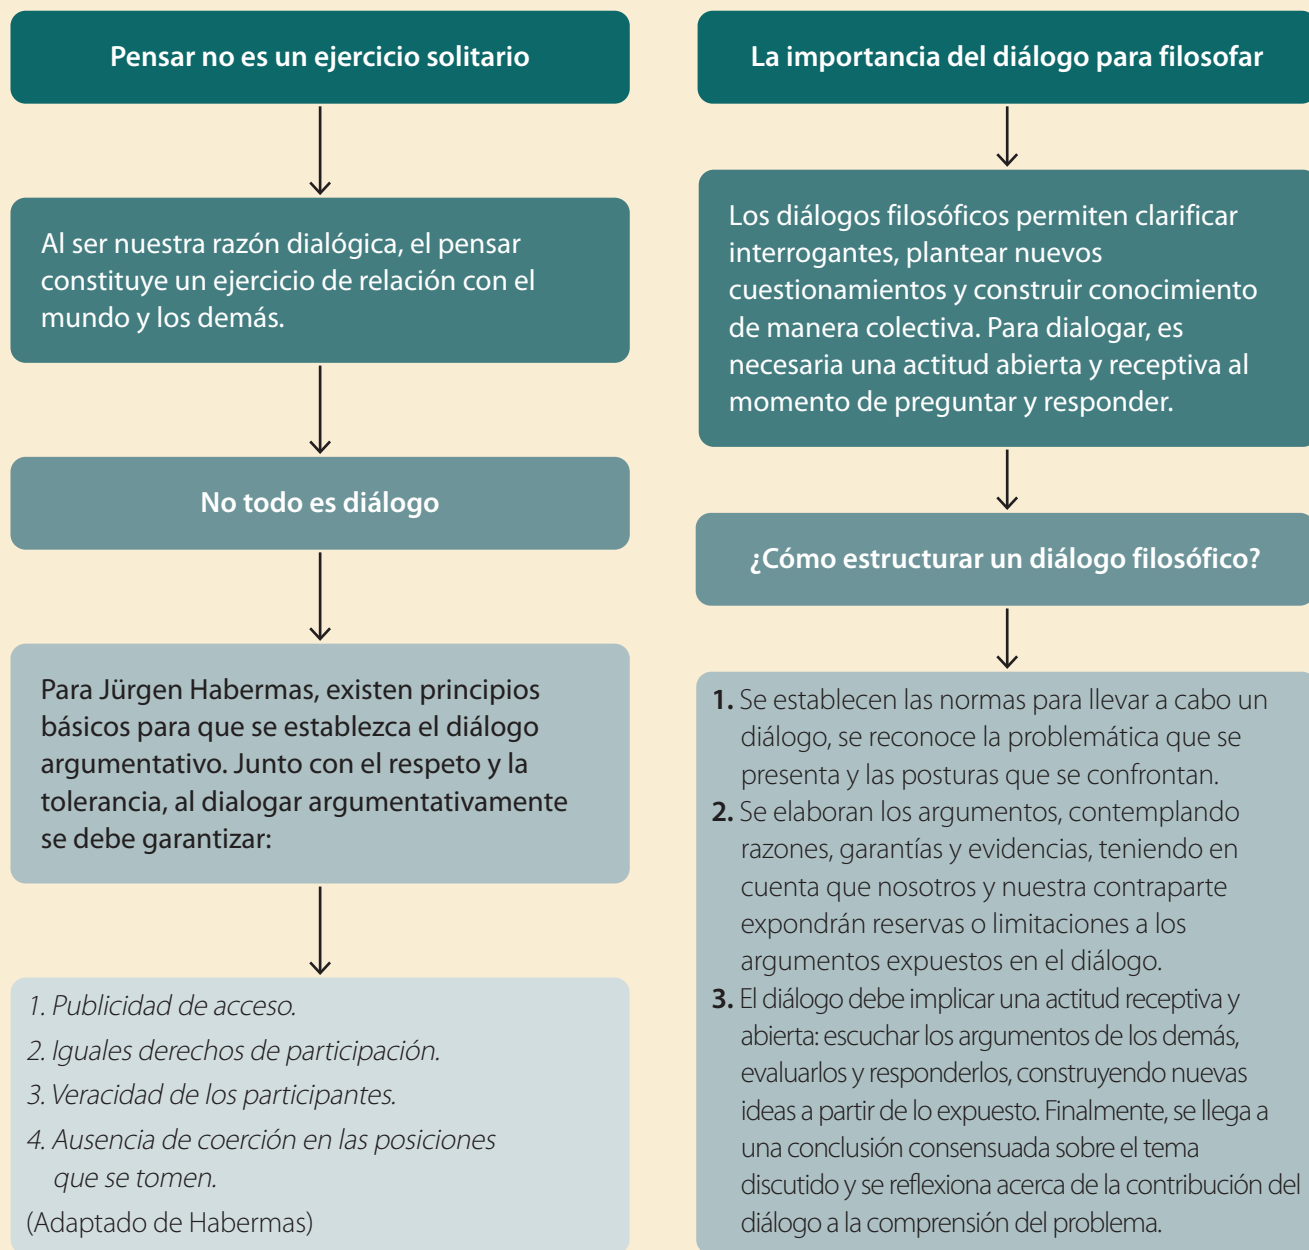 Pensar no es un ejercicio solitario
Al ser nuestra razón dialógica, el pensar
constituye un ejercicio de relación con el
mundo y los demás.
No todo es diálogo
Para Jürgen Habermas, existen principios
básicos para que se establezca el diálogo
argumentativo. Junto con el respeto y la
tolerancia, al dialogar argumentativamente
se debe garantizar:
1. Publicidad de acceso.
2. Iguales derechos de participación.
3. Veracidad de los participantes.
4. Ausencia de coerción en las posiciones
que se tomen.
(Adaptado de Habermas)
La importancia del diálogo para filosofar
Los diálogos filosóficos permiten clarificar
interrogantes, plantear nuevos
cuestionamientos y construir conocimiento
de manera colectiva. Para dialogar, es
necesaria una actitud abierta y receptiva al
momento de preguntar y responder.
¿Cómo estructurar un diálogo filosófico?
1. Se establecen las normas para llevar a cabo un
diálogo, se reconoce la problemática que se
presenta y las posturas que se confrontan.
2. Se elaboran los argumentos, contemplando
razones, garantías y evidencias, teniendo en
cuenta que nosotros y nuestra contraparte
expondrán reservas o limitaciones a los
argumentos expuestos en el diálogo.
3. El diálogo debe implicar una actitud receptiva y
abierta: escuchar los argumentos de los demás,
evaluarlos y responderlos, construyendo nuevas
ideas a partir de lo expuesto. Finalmente, se llega a
una conclusión consensuada sobre el tema
discutido y se reflexiona acerca de la contribución del
diálogo a la comprensión del problema.